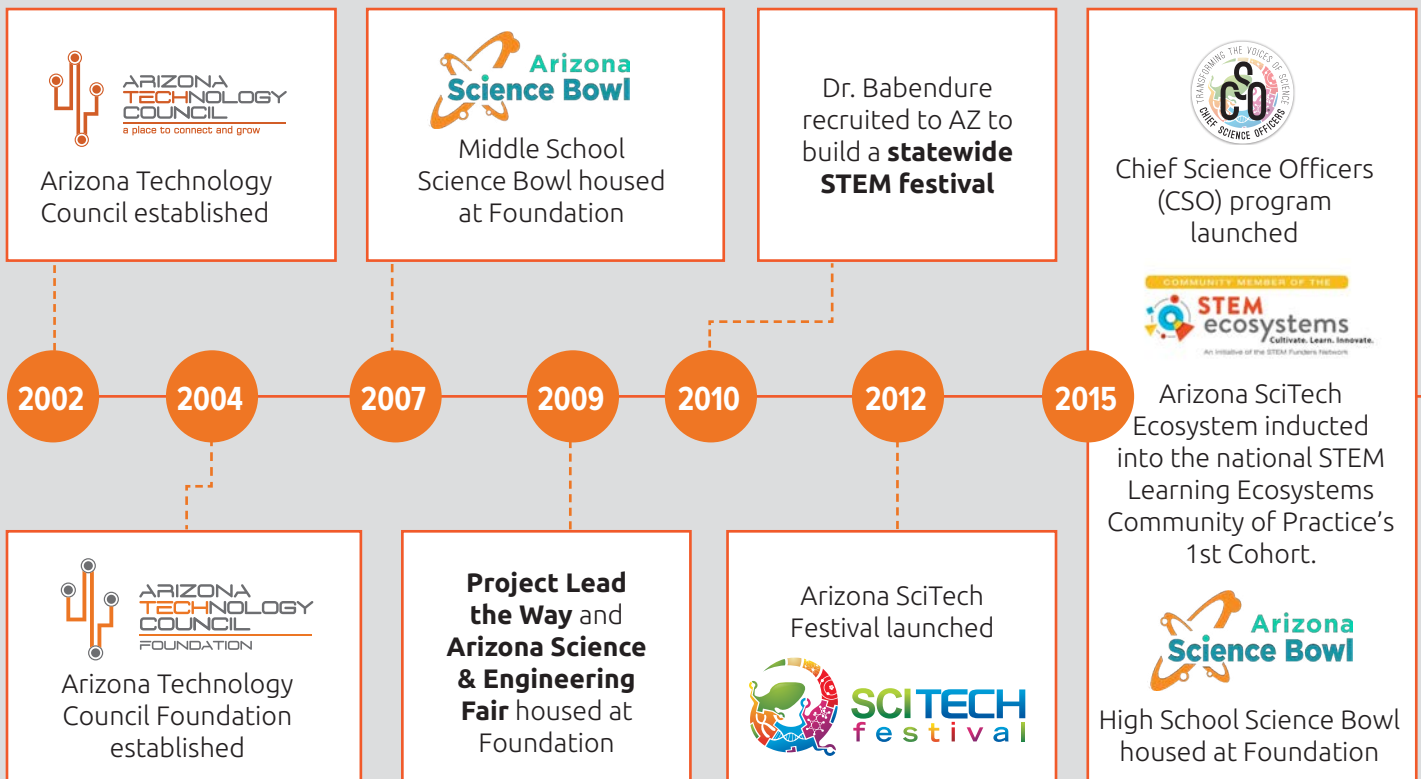 ARIZONA
TECHNOLOGY
COUNCIL
a place to connect and grow
Arizona Technology
Council established
Arizona
Science Bowl
Middle School
Science Bowl housed
at Foundation
Dr. Babendure
recruited to AZ to
build a statewide
STEM festival
TRANSFORMING THE VOICES OF SCIENCE
CSO
CHIEF SCIENCE OFFICERS
Chief Science Officers
(CSO) program
launched
COMMUNITY MEMBER OF THE
STEM
ecosystems
Cultivate. Learn. Innovate.
An initiative of the STEM Funders Network
Arizona SciTech
Ecosystem inducted
into the national STEM
Learning Ecosystems
Community of Practice's
1st Cohort.
Arizona
Science Bowl
High School Science Bowl
housed at Foundation
2002
2004
2007
2009
2010
2012
2015
ARIZONA
TECHNOLOGY
COUNCIL
FOUNDATION
Arizona Technology
Council Foundation
established
Project Lead
the Way and
Arizona Science
& Engineering
Fair housed at
Foundation
Arizona SciTech
Festival launched
SCITECH
festival